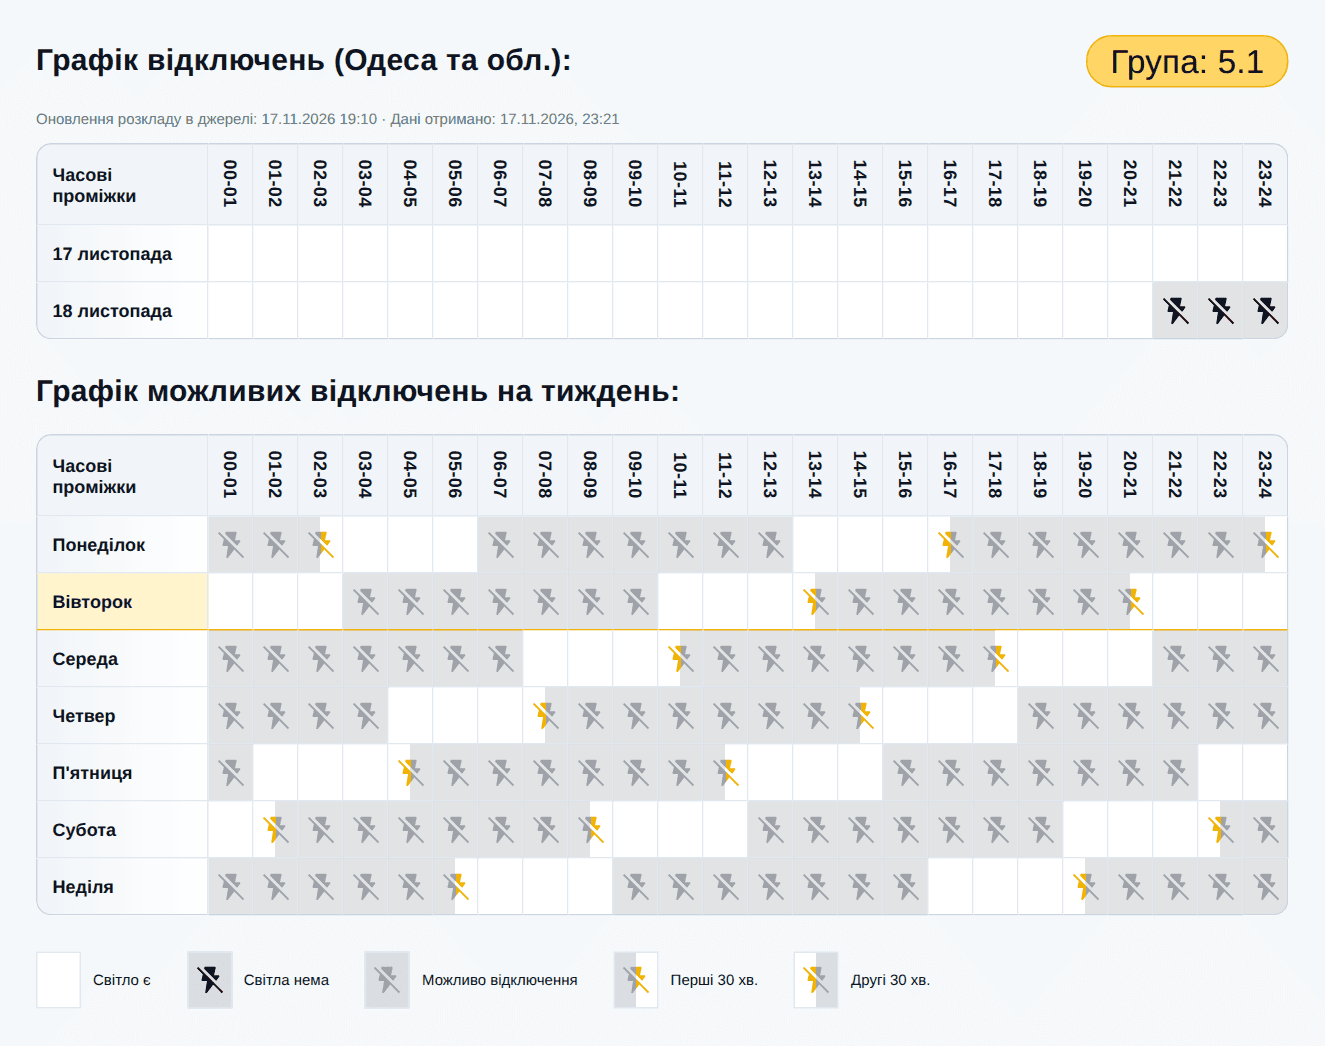 Графік відключень (Одеса та обл.):
Група: 5.1
Оновлення розкладу в джерелі: 17.11.2026 19:10 · Дані отримано: 17.11.2026, 23:21
Часові
проміжки
00-01 01-02 02-03 03-04 04-05 05-06 06-07 07-08 08-09 09-10 10-11 11-12 12-13 13-14 14-15 15-16 16-17 17-18 18-19 19-20 20-21 21-22 22-23 23-24
17 листопада
18 листопада
Графік можливих відключень на тиждень:
Часові
проміжки
00-01 01-02 02-03 03-04 04-05 05-06 06-07 07-08 08-09 09-10 10-11 11-12 12-13 13-14 14-15 15-16 16-17 17-18 18-19 19-20 20-21 21-22 22-23 23-24
Понеділок
Вівторок
Середа
Четвер
П'ятниця
Субота
Неділя
Світло є
Світла нема
Можливо відключення
Перші 30 хв.
Другі 30 хв.